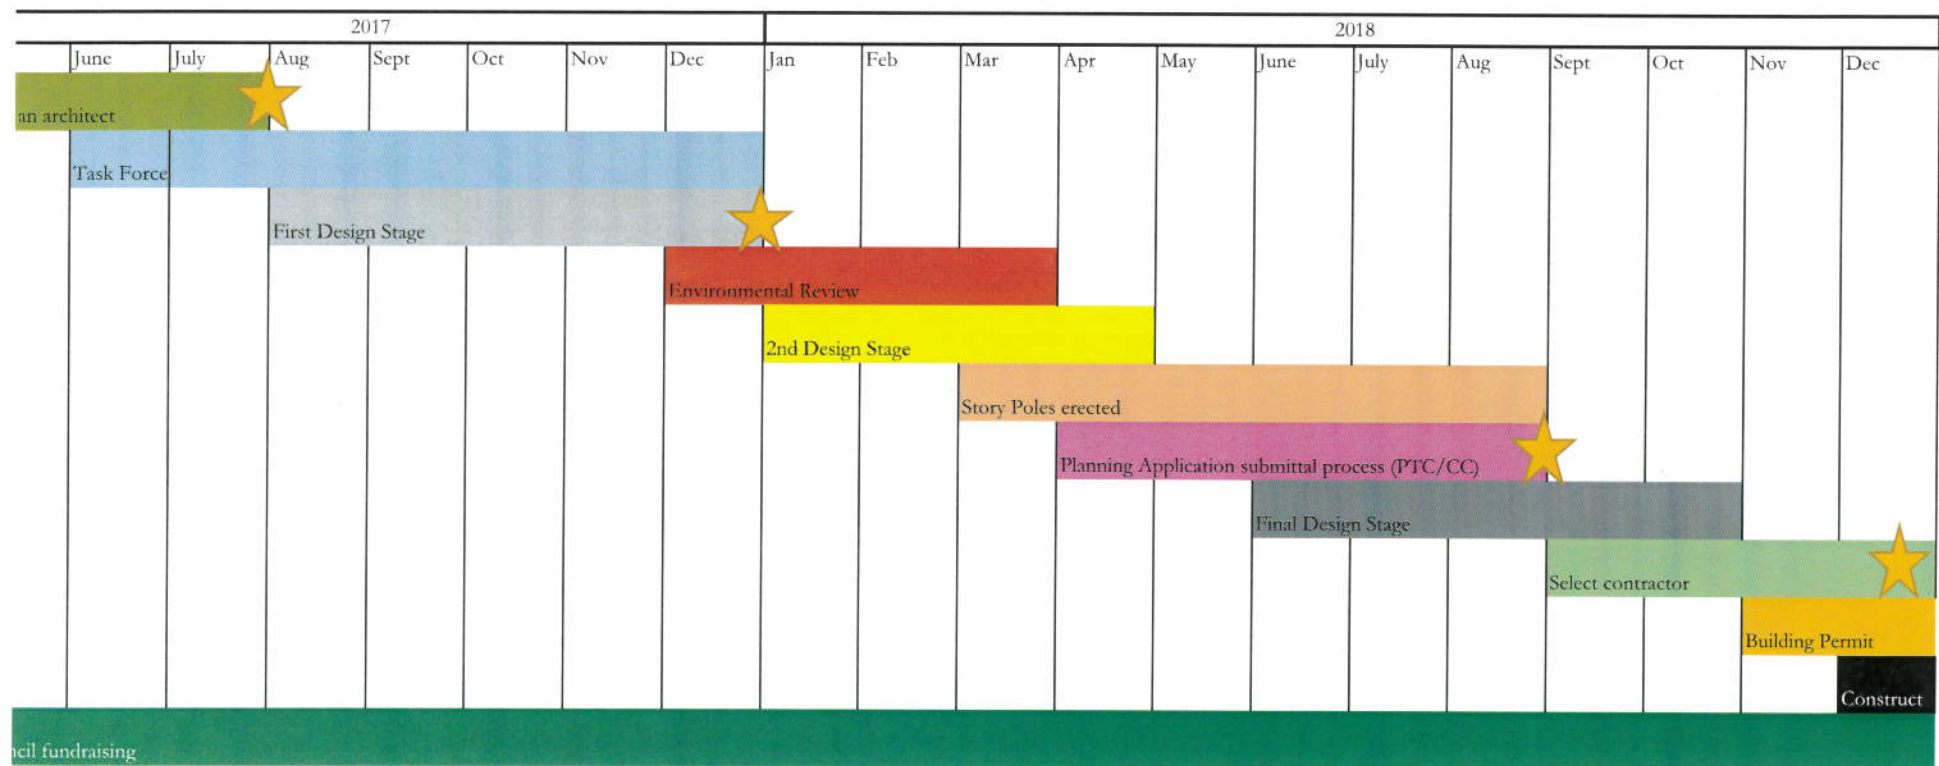 2017 2018
June July Aug Sept Oct Nov Dec Jan Feb Mar Apr May June July Aug Sept Oct Nov Dec
an architect
Task Force
First Design Stage
Environmental Review
2nd Design Stage
Story Poles erected
Planning Application submittal process (PTC/CC)
Final Design Stage
Select contractor
Building Permit
Construct
ncil fundraising